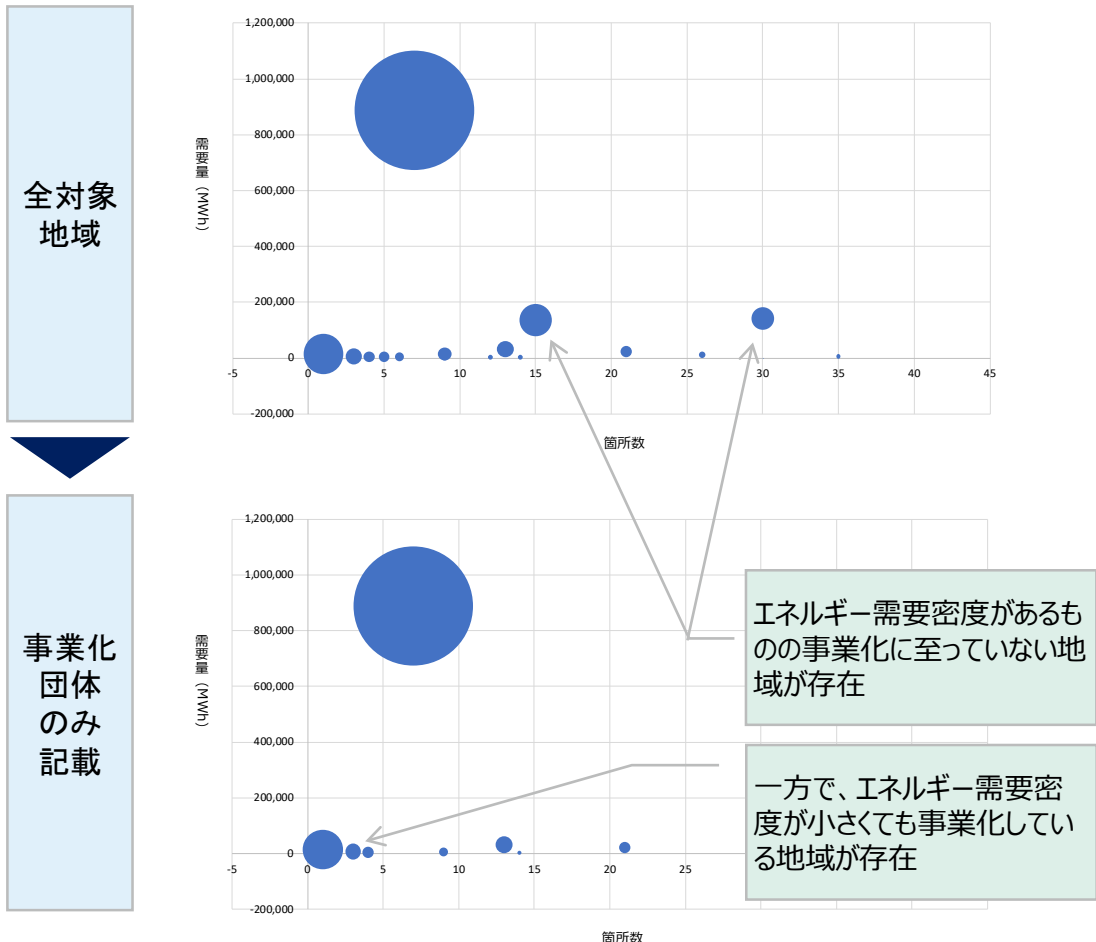 全対象
地域
需要量（MWh）
1,200,000
1,000,000
800,000
600,000
400,000
200,000
0
-200,000
-5
0
5
10
15
20
25
30
35
40
45
箇所数
事業化
団体
のみ
記載
需要量（MWh）
1,200,000
1,000,000
800,000
600,000
400,000
200,000
0
-200,000
-5
0
5
10
15
20
25
箇所数
エネルギー需要密度があるも
のの事業化に至っていない地
域が存在
一方で、エネルギー需要密
度が小さくても事業化してい
る地域が存在